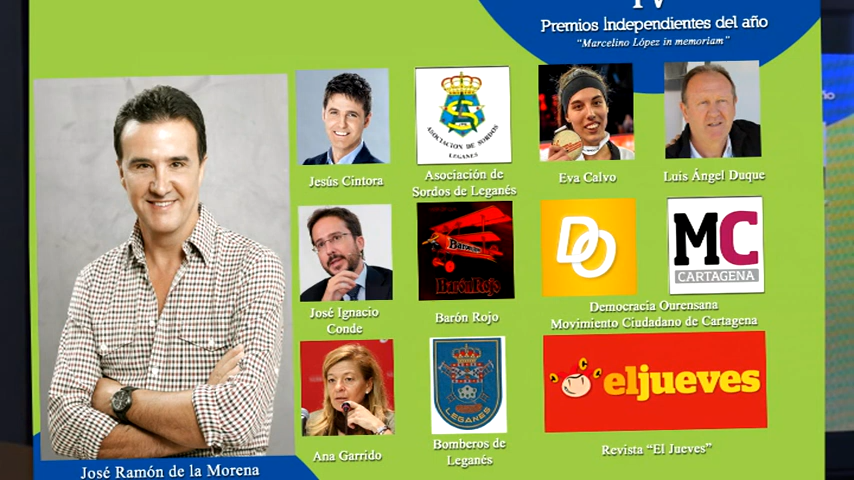 IV
Premios Independientes del año
“Marcelino López in memoriam”
Jesús Cintora
ASOCIACION DE SORDOS
LEGANES
Asociación de
Sordos de Leganés
Eva Calvo
Luis Ángel Duque
José Ignacio
Conde
Barón Rojo
Barón Rojo
DO
MC
CARTAGENA
Democracia Ouresana
Movimiento Ciudadano de Cartagena
Ana Garrido
LEGANES
Bomberos de
Leganés
eljueves
Revista “El Jueves”
José Ramón de la Morena